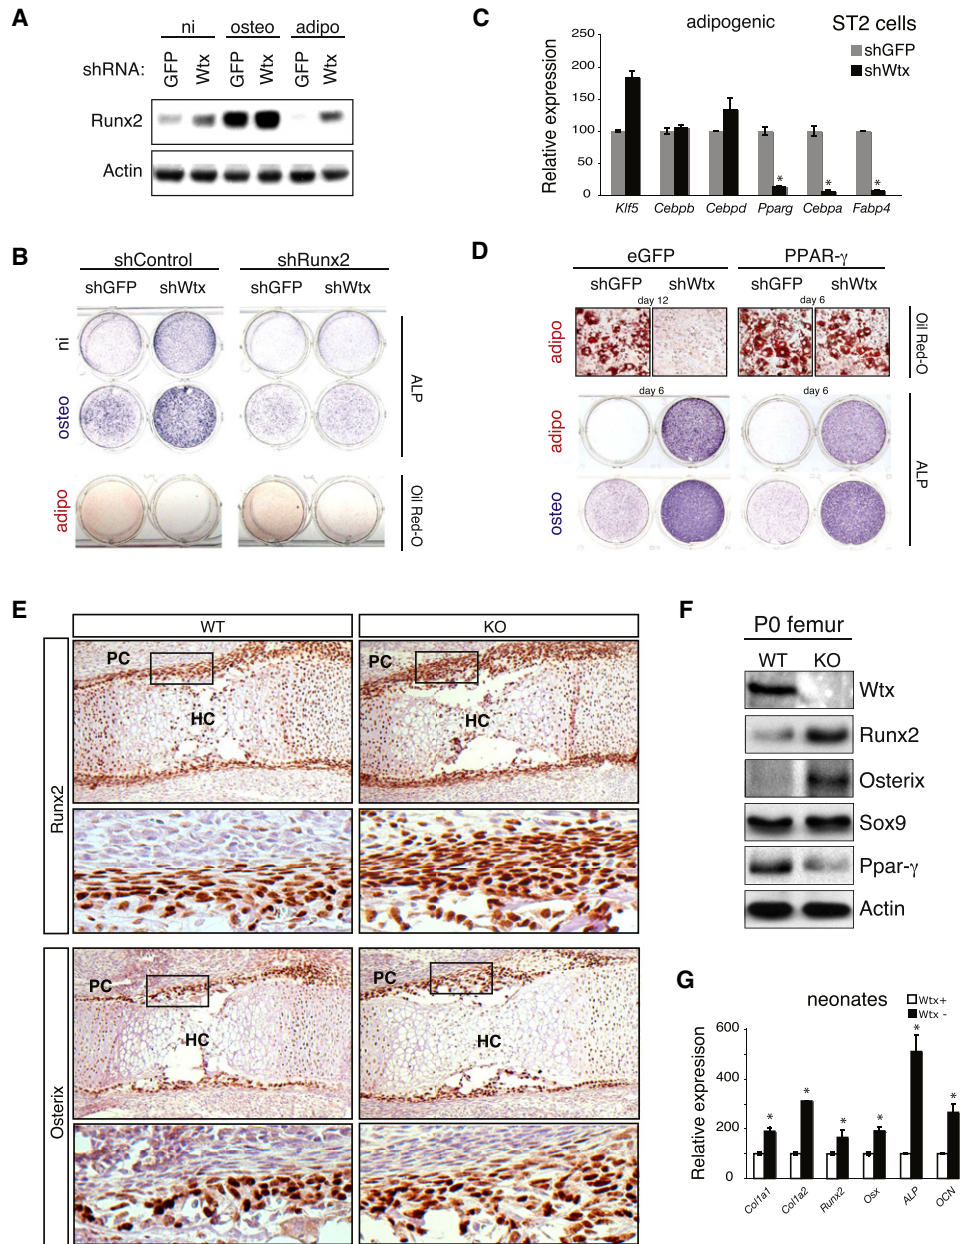 A
ni osteo adipo
shRNA: GFP Wtx GFP Wtx GFP Wtx
Runx2
Actin
B
shControl shRunx2
shGFP shWtx shGFP shWtx
ni
osteo
adipo
ALP
Oil Red-O
C
adipogenic
ST2 cells
shGFP
shWtx
Relative expression
250
200
150
100
50
0
* * *
Klf5 Cebpb Cebpd Pparg Cebpa Fabp4
D
eGFP PPAR-γ
shGFP shWtx shGFP shWtx
day 12 day 6
adipo
Oil Red-O
day 6 day 6
adipo
osteo
ALP
E
WT KO
Runx2
PC HC
PC HC
Osterix
PC HC
PC HC
F
P0 femur
WT KO
Wtx
Runx2
Osterix
Sox9
Ppar-γ
Actin
G
neonates
Wtx+
Wtx -
Relative expresison
600
400
200
0
* * * * * *
Col1a1 Col1a2 Runx2 Osx ALP OCN